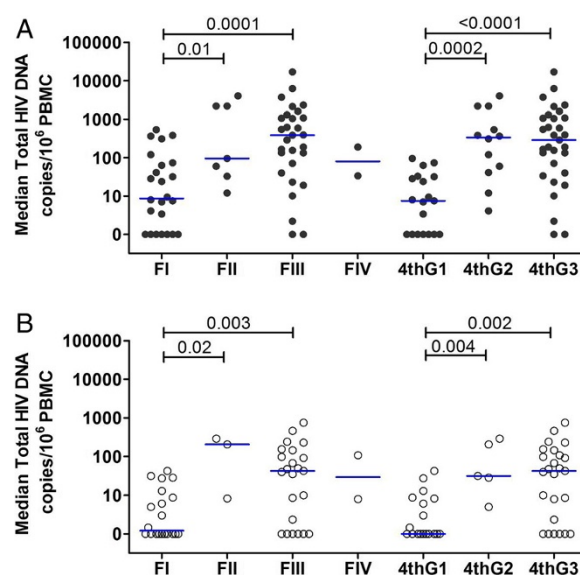 A
0.0001
<0.0001
0.01
0.0002
Median Total HIV DNA
copies/10⁶ PBMC
100000
10000
1000
100
10
0
FI FII FIII FIV 4thG1 4thG2 4thG3
B
0.003
0.002
0.02
0.004
Median Total HIV DNA
copies/10⁶ PBMC
100000
1000
100
10
0
FI FII FIII FIV 4thG1 4thG2 4thG3